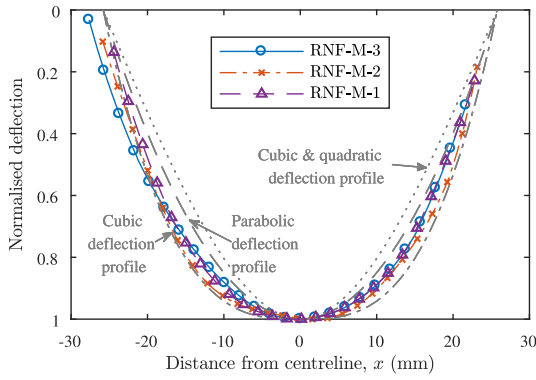 0
0.2
0.4
0.6
0.8
1
Normalised deflection
RNF-M-3
RNF-M-2
RNF-M-1
Cubic & quadratic
deflection profile
Cubic
deflection
profile
Parabolic
deflection
profile
-30
-20
-10
0
10
20
30
Distance from centreline, x (mm)